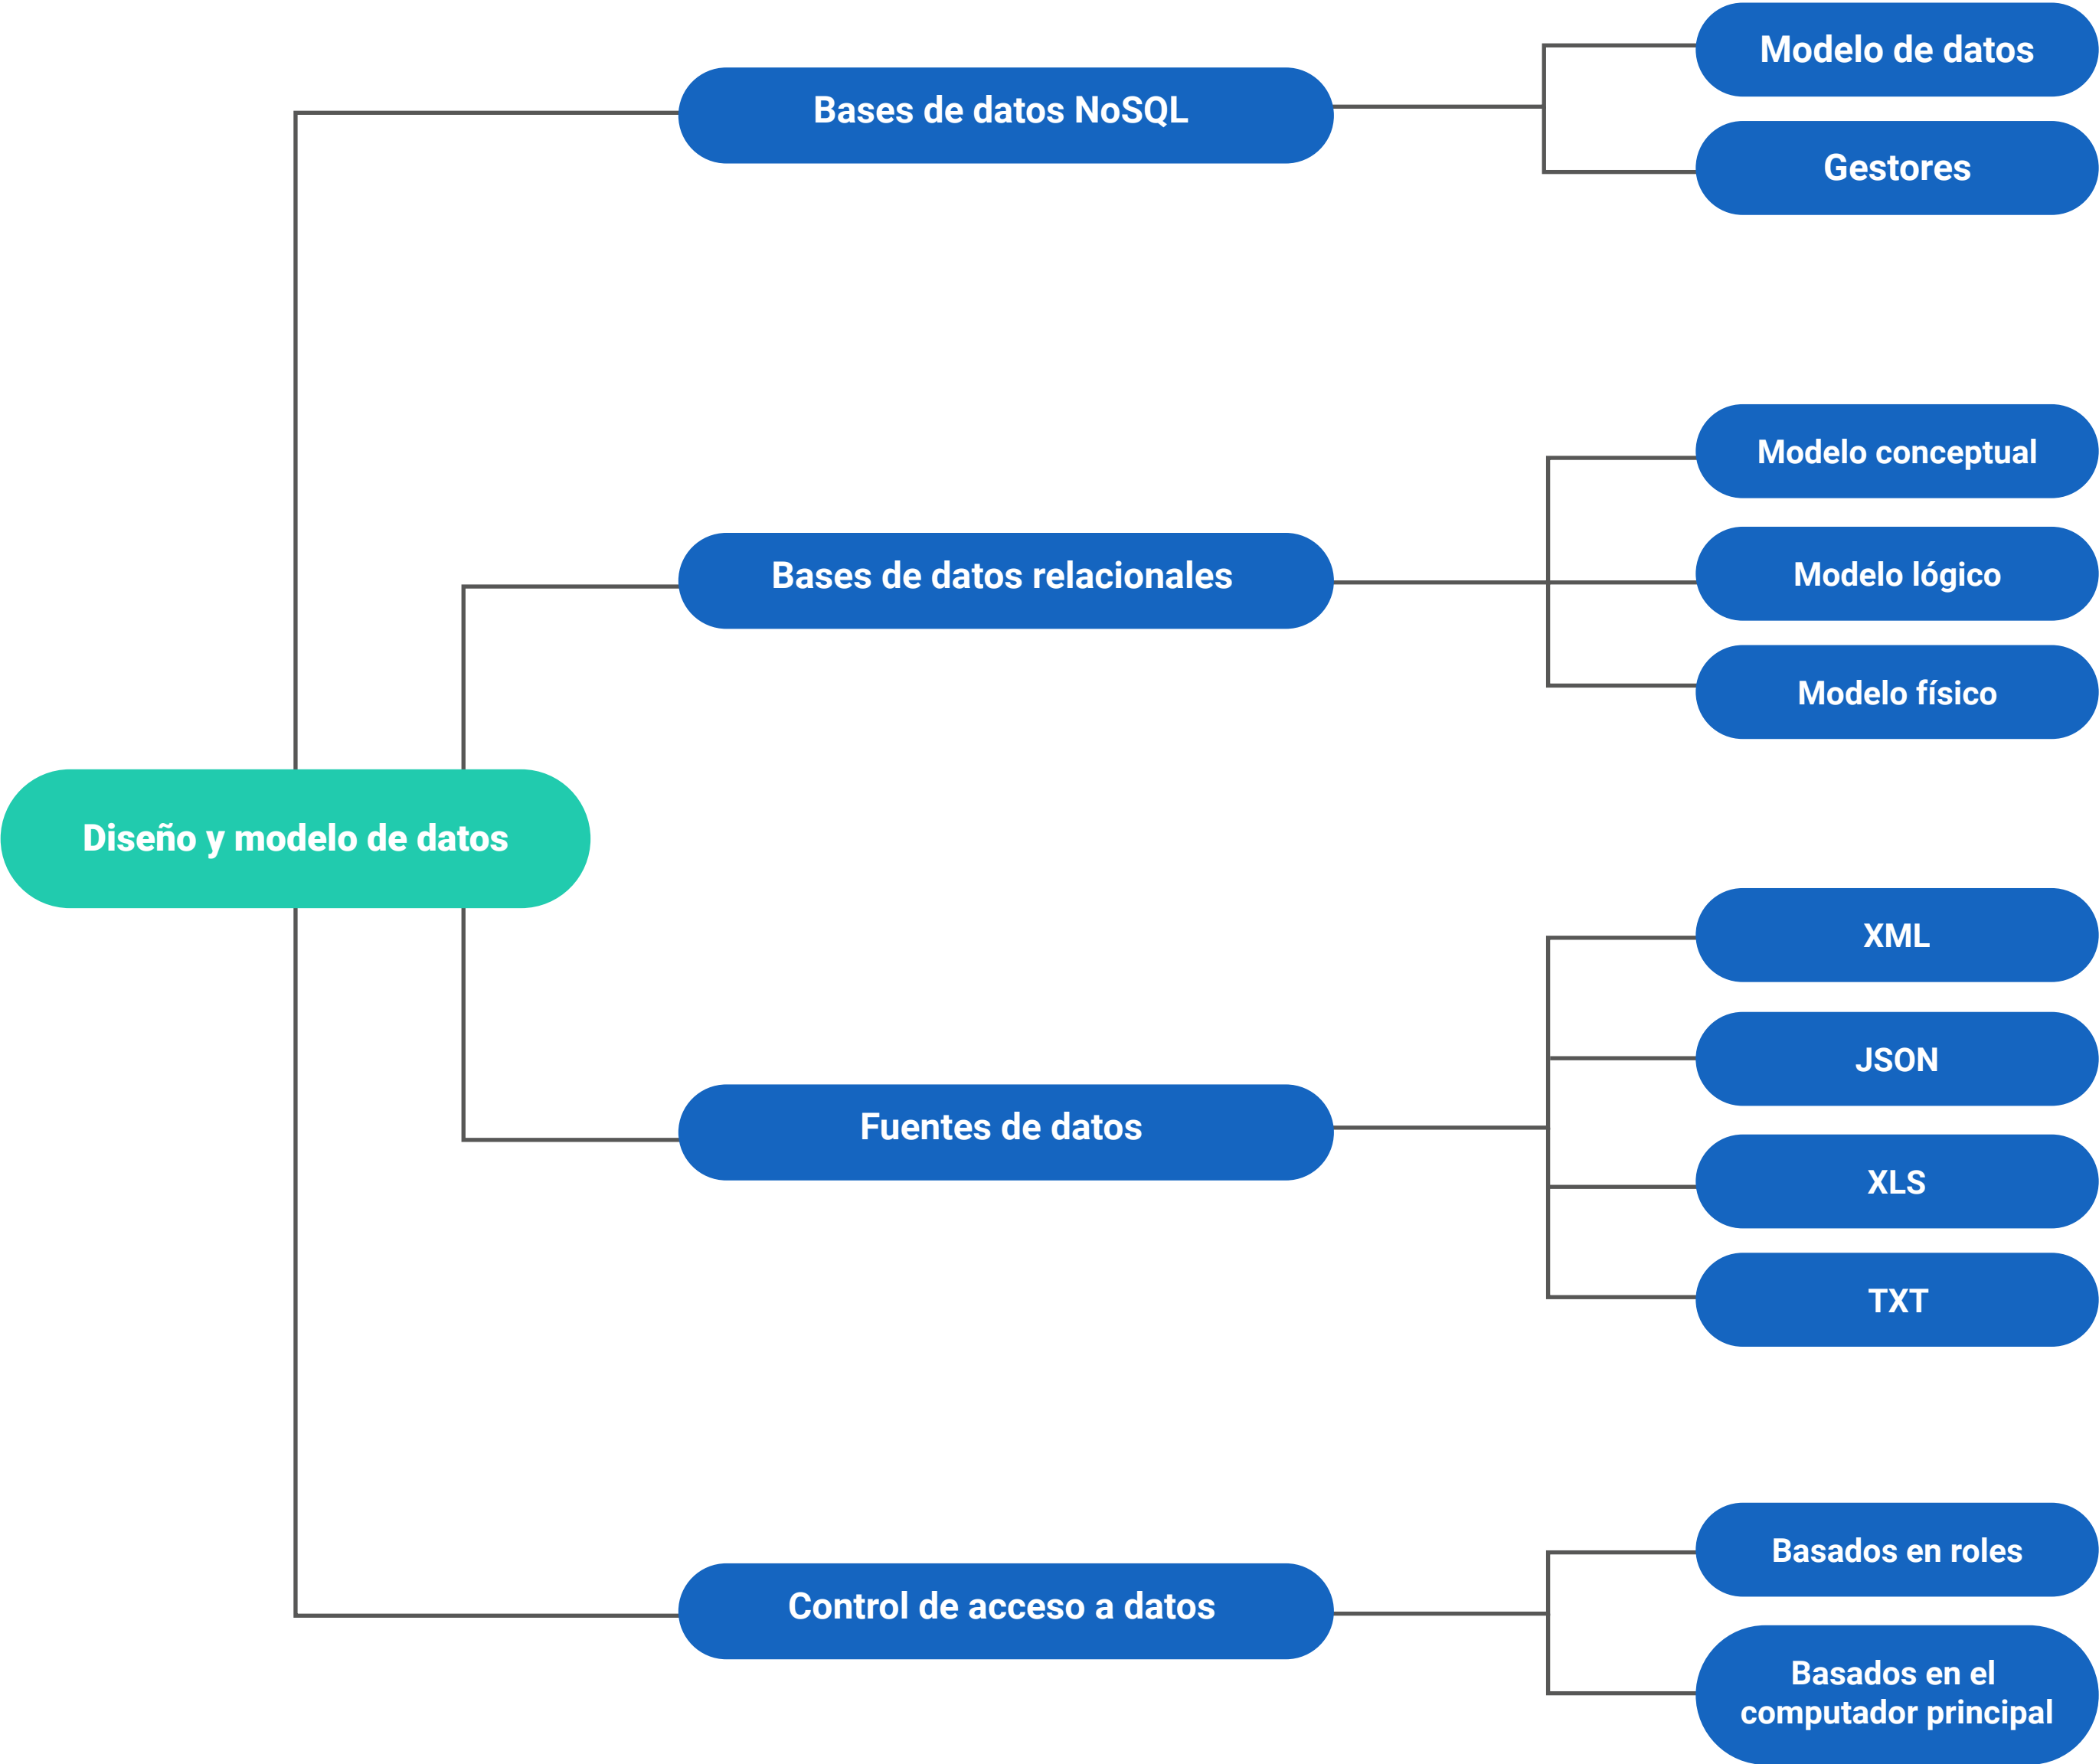 Diseño y modelo de datos
Bases de datos NoSQL
Modelo de datos
Gestores
Bases de datos relacionales
Modelo conceptual
Modelo lógico
Modelo físico
Fuentes de datos
XML
JSON
XLS
TXT
Control de acceso a datos
Basados en roles
Basados en el
computador principal